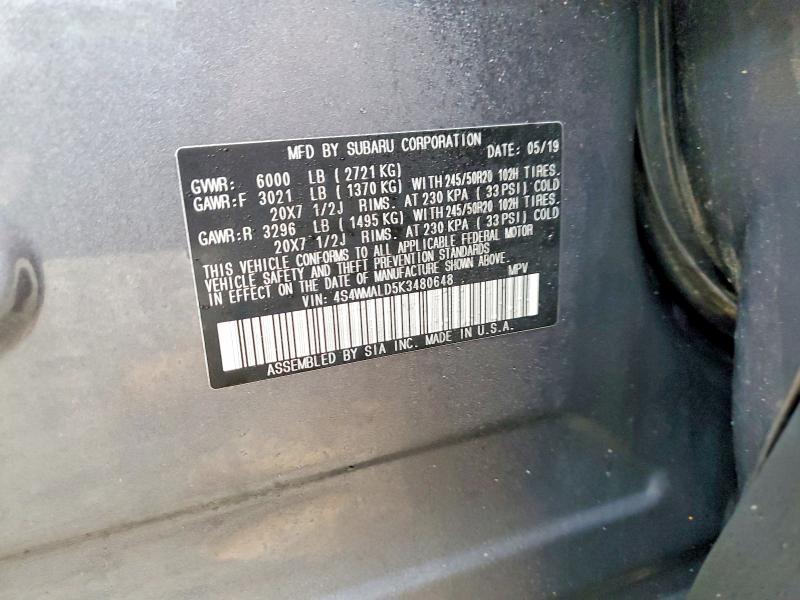 MFD BY SUBARU CORPORATION DATE: 05/19
GVWR: 6000 LB ( 2721 KG)
GAWR:F 3021 LB ( 1370 KG) WITH 245/50R20 102H TIRES.
20X7 1/2J RIMS. AT 230 KPA ( 33 PSI) COLD
GAWR:R 3296 LB ( 1495 KG) WITH 245/50R20 102H TIRES.
20X7 1/2J RIMS. AT 230 KPA ( 33 PSI) COLD
THIS VEHICLE CONFORMS TO ALL APPLICABLE FEDERAL MOTOR
VEHICLE SAFETY AND THEFT PREVENTION STANDARDS
IN EFFECT ON THE DATE OF MANUFACTURE SHOWN ABOVE.
VIN: 4S4WMALD5K3480648 MPV
ASSEMBLED BY SIA INC. MADE IN U.S.A.